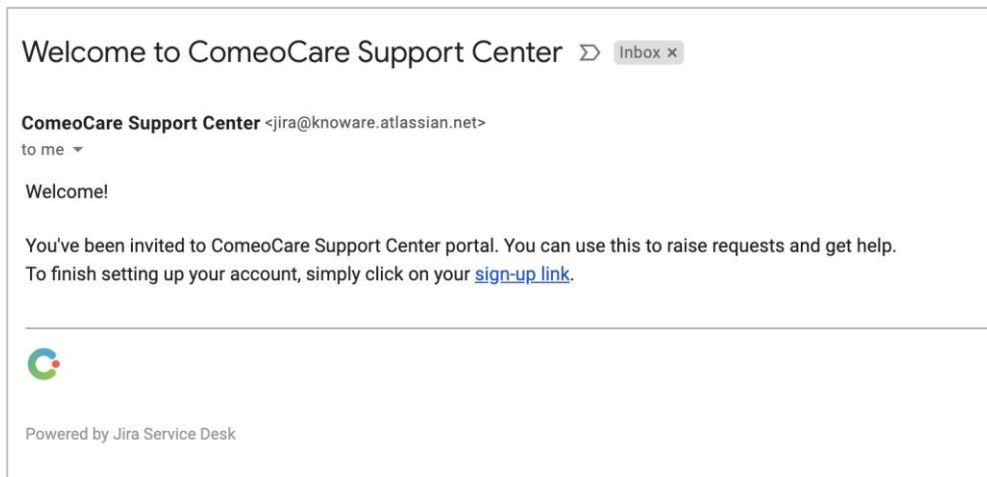 Welcome to ComeoCare Support Center Inbox ×
ComeoCare Support Center <jira@knoware.atlassian.net>
to me
Welcome!
You've been invited to ComeoCare Support Center portal. You can use this to raise requests and get help.
To finish setting up your account, simply click on your sign-up link.
Powered by Jira Service Desk